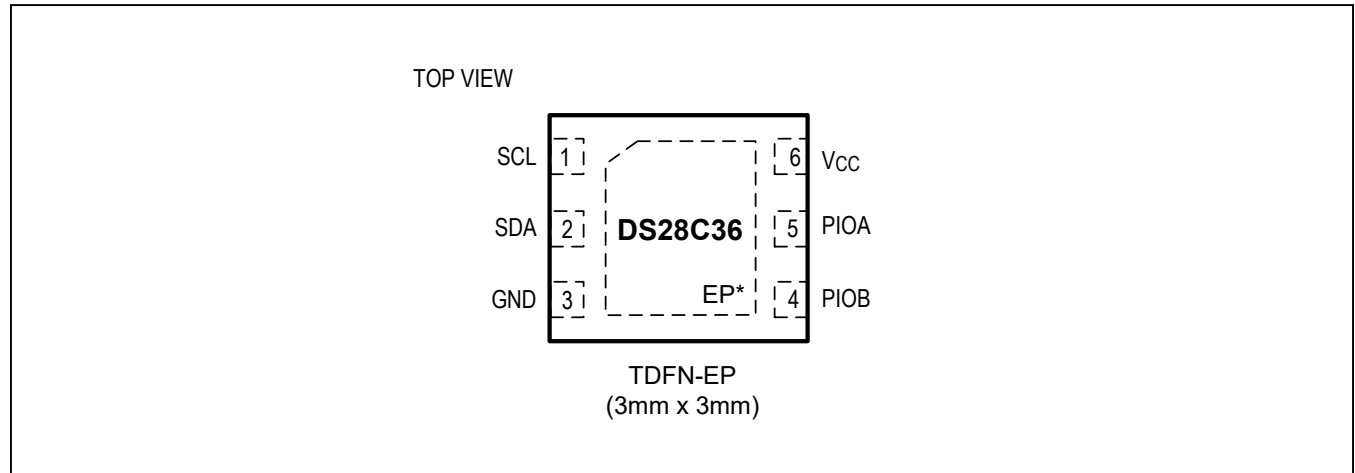 TOP VIEW
SCL 1 6 VCC
SDA 2 DS28C36 5 PIOA
GND 3 EP* 4 PIOB
TDFN-EP
(3mm x 3mm)